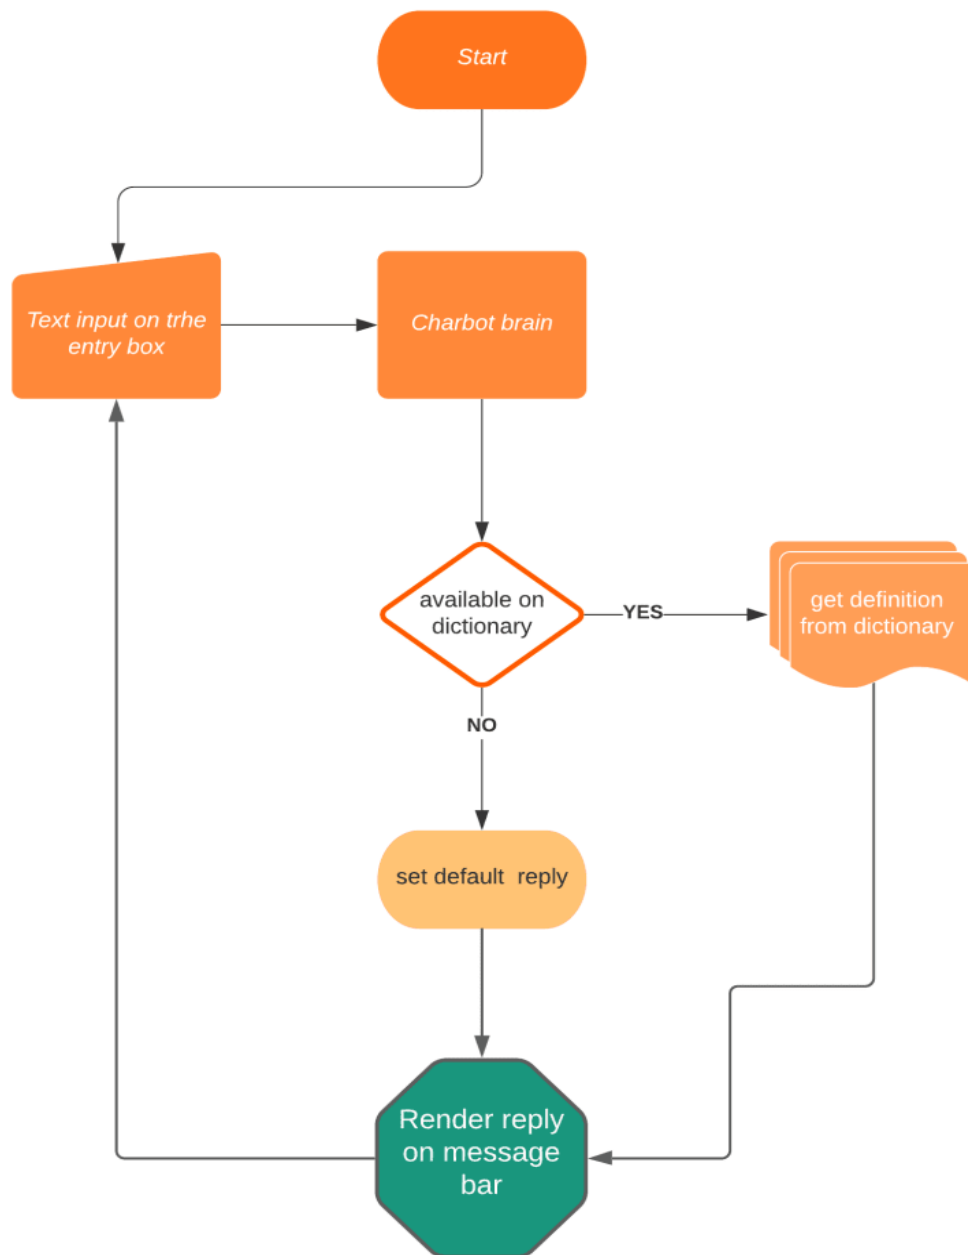 Start
Text input on trhe
entry box
Charbot brain
available on
dictionary
YES
get definition
from dictionary
NO
set default  reply
Render reply
on message
bar